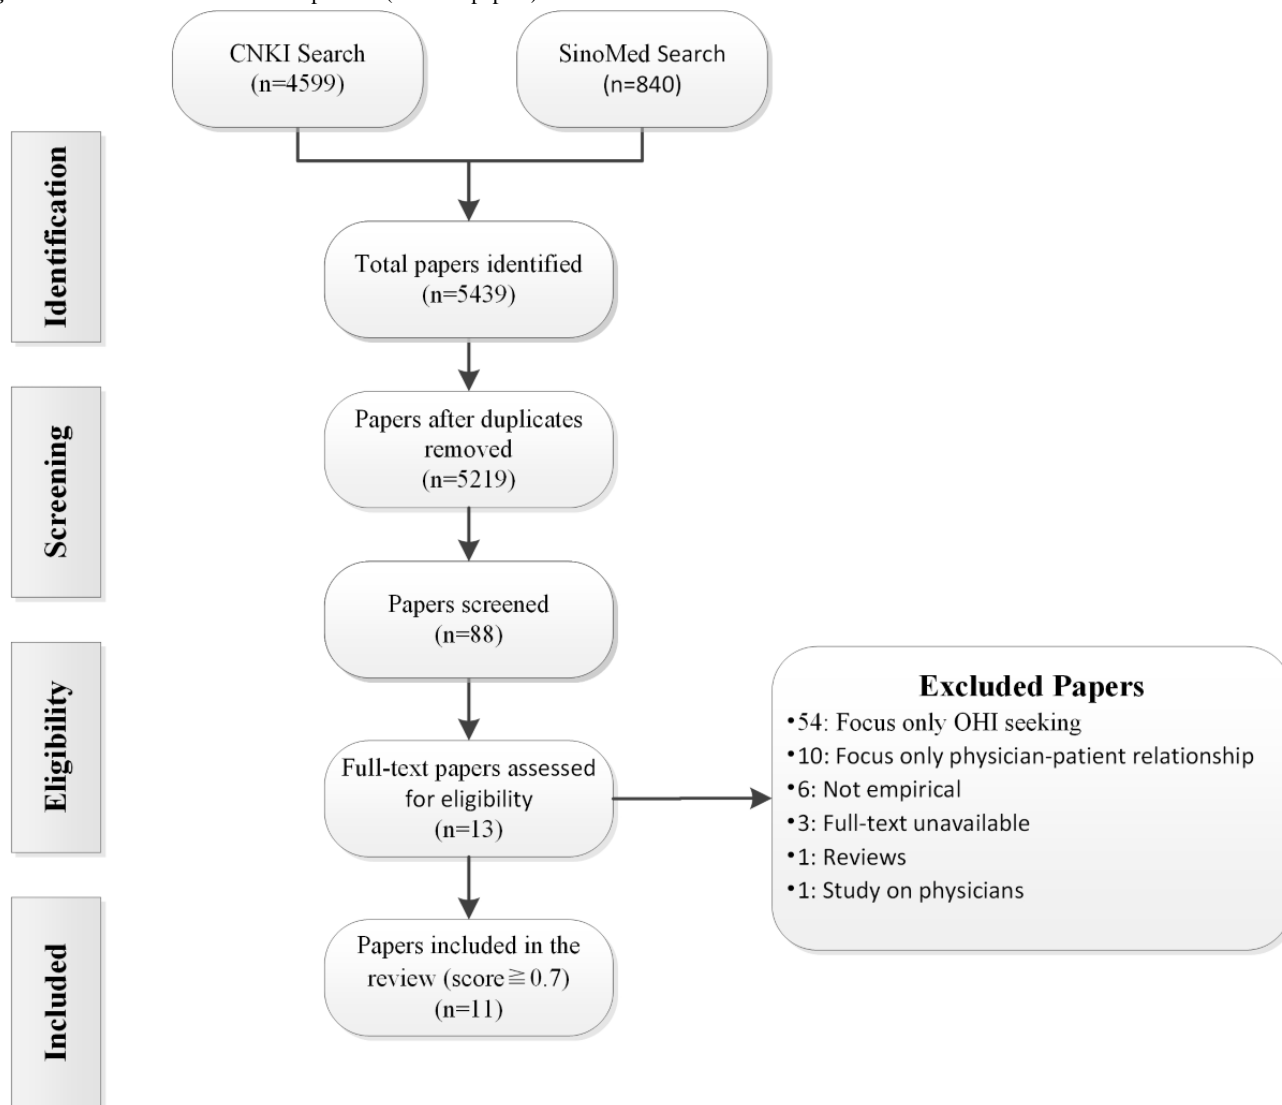 CNKI Search
(n=4599)
SinoMed Search
(n=840)
Identification
Total papers identified
(n=5439)
Screening
Papers after duplicates
removed
(n=5219)
Papers screened
(n=88)
Eligibility
Full-text papers assessed
for eligibility
(n=13)
Excluded Papers
•54: Focus only OHI seeking
•10: Focus only physician-patient relationship
•6: Not empirical
•3: Full-text unavailable
•1: Reviews
•1: Study on physicians
Included
Papers included in the
review (score≧0.7)
(n=11)